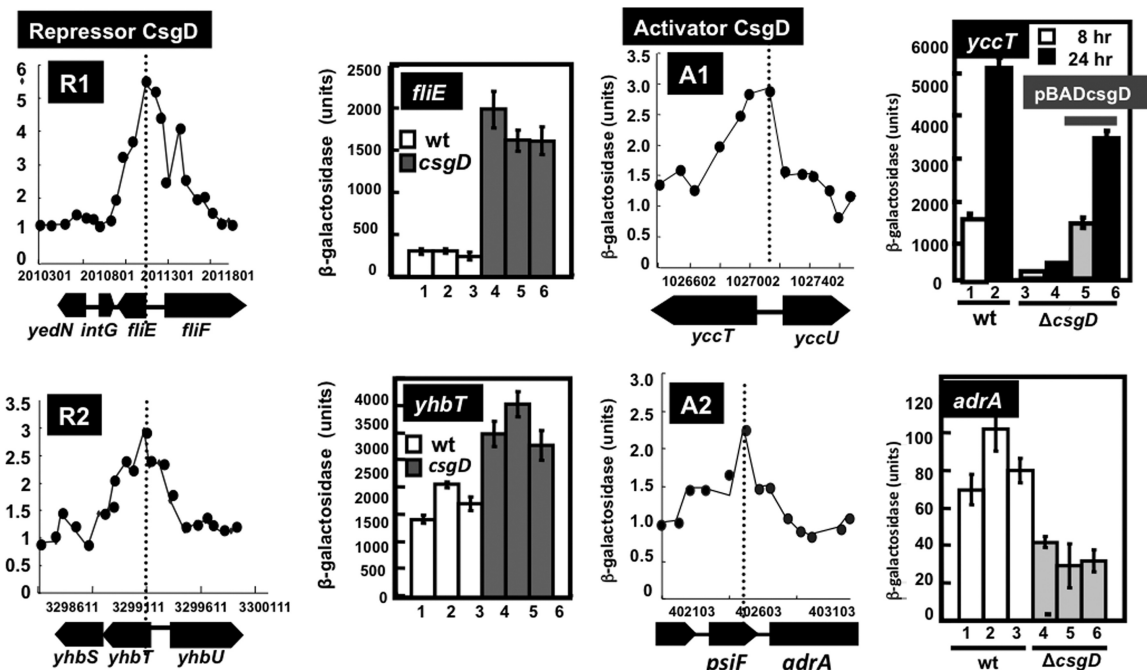 Repressor CsgD
R1
6
5
4
3
2
1
0
2010301 2010801 2011301 2011801
yedN intG fliE fliF
β-galactosidase (units)
2500
2000
1500
1000
500
0
fliE
wt
csgD
1 2 3 4 5 6
Activator CsgD
A1
β-galactosidase (units)
3.5
3.0
2.5
2.0
1.5
1.0
0.5
0
1026602 1027002 1027402
yccT yccU
β-galactosidase (units)
6000
5000
4000
3000
2000
1000
0
yccT
8 hr
24 hr
pBADcsgD
1 2 3 4 5 6
wt ΔcsgD
R2
3.5
3
2.5
2
1.5
1
0.5
0
3298611 3299111 3299611 3300111
yhbS yhbT yhbU
β-galactosidase (units)
4000
3500
3000
2500
2000
1500
1000
500
0
yhbT
wt
csgD
1 2 3 4 5 6
A2
β-galactosidase (units)
3.0
2.5
2.0
1.5
1.0
0.5
0
402103 402603 403103
psiF adrA
β-galactosidase (units)
120
100
80
60
40
20
0
adrA
1 2 3 4 5 6
wt ΔcsgD